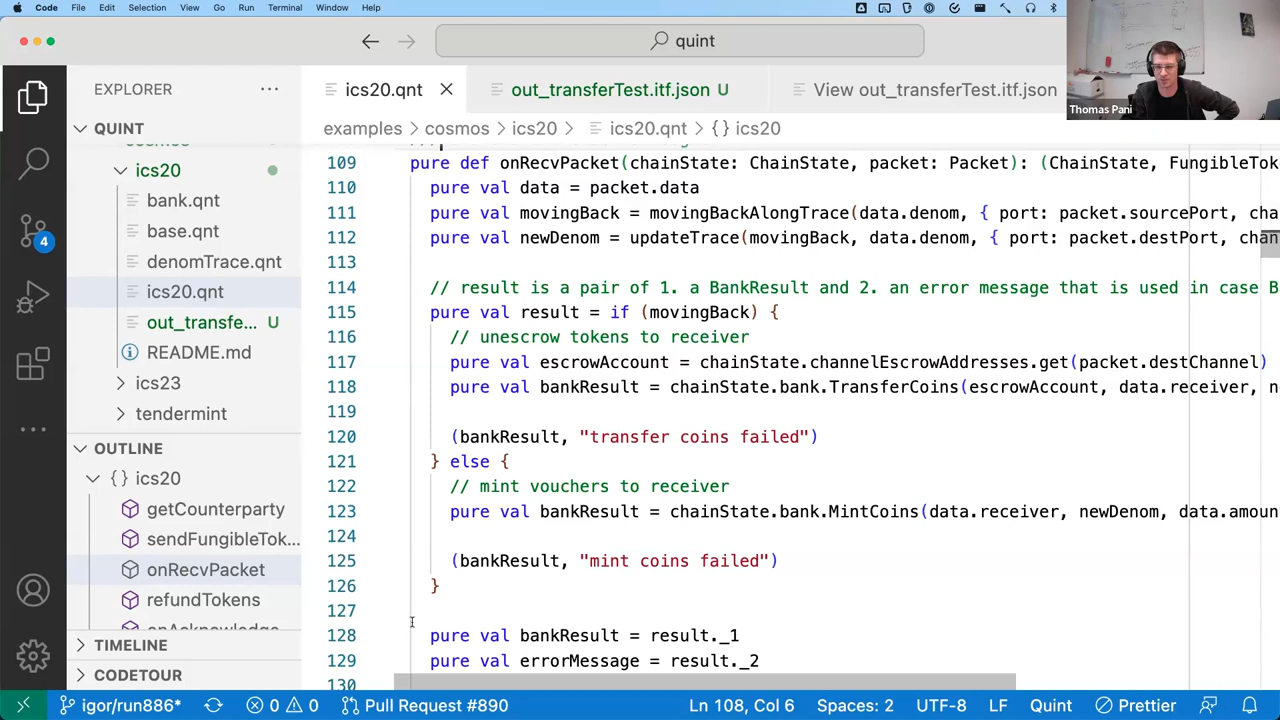 Code File Edit Selection View Go Run Terminal Window Help
quint
Thomas Pani
EXPLORER
ics20.qnt
out_transferTest.itf.json U
View out_transferTest.itf.json
QUINT
examples > cosmos > ics20 > ics20.qnt > {} ics20
ics20
bank.qnt
base.qnt
denomTrace.qnt
ics20.qnt
out_transfe... U
README.md
ics23
tendermint
OUTLINE
{} ics20
getCounterparty
sendFungibleTok...
onRecvPacket
refundTokens
onAcknowledge
TIMELINE
CODETOUR
4
109 pure def onRecvPacket(chainState: ChainState, packet: Packet): (ChainState, FungibleTok
110 pure val data = packet.data
111 pure val movingBack = movingBackAlongTrace(data.denom, { port: packet.sourcePort, cha
112 pure val newDenom = updateTrace(movingBack, data.denom, { port: packet.destPort, chan
113
114 // result is a pair of 1. a BankResult and 2. an error message that is used in case B
115 pure val result = if (movingBack) {
116 // unescrow tokens to receiver
117 pure val escrowAccount = chainState.channelEscrowAddresses.get(packet.destChannel)
118 pure val bankResult = chainState.bank.TransferCoins(escrowAccount, data.receiver, n
119
120 (bankResult, "transfer coins failed")
121 } else {
122 // mint vouchers to receiver
123 pure val bankResult = chainState.bank.MintCoins(data.receiver, newDenom, data.amoun
124
125 (bankResult, "mint coins failed")
126 }
127
128 pure val bankResult = result._1
129 pure val errorMessage = result._2
130
igor/run886* 0 0 Pull Request #890 Ln 108, Col 6 Spaces: 2 UTF-8 LF Quint Prettier